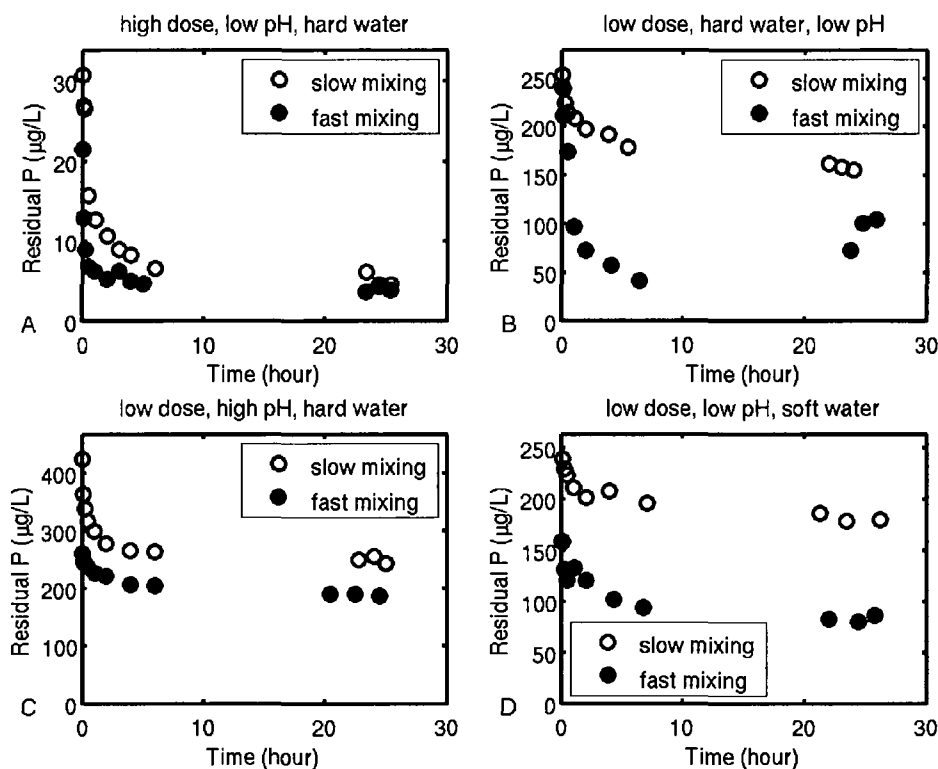 high dose, low pH, hard water
30
20
10
0
Residual P (µg/L)
slow mixing
fast mixing
A
0 10 20 30
Time (hour)
low dose, hard water, low pH
250
200
150
100
50
0
Residual P (µg/L)
slow mixing
fast mixing
B
0 10 20 30
Time (hour)
low dose, high pH, hard water
400
300
200
100
0
Residual P (µg/L)
slow mixing
fast mixing
C
0 10 20 30
Time (hour)
low dose, low pH, soft water
250
200
150
100
50
0
Residual P (µg/L)
slow mixing
fast mixing
D
0 10 20 30
Time (hour)